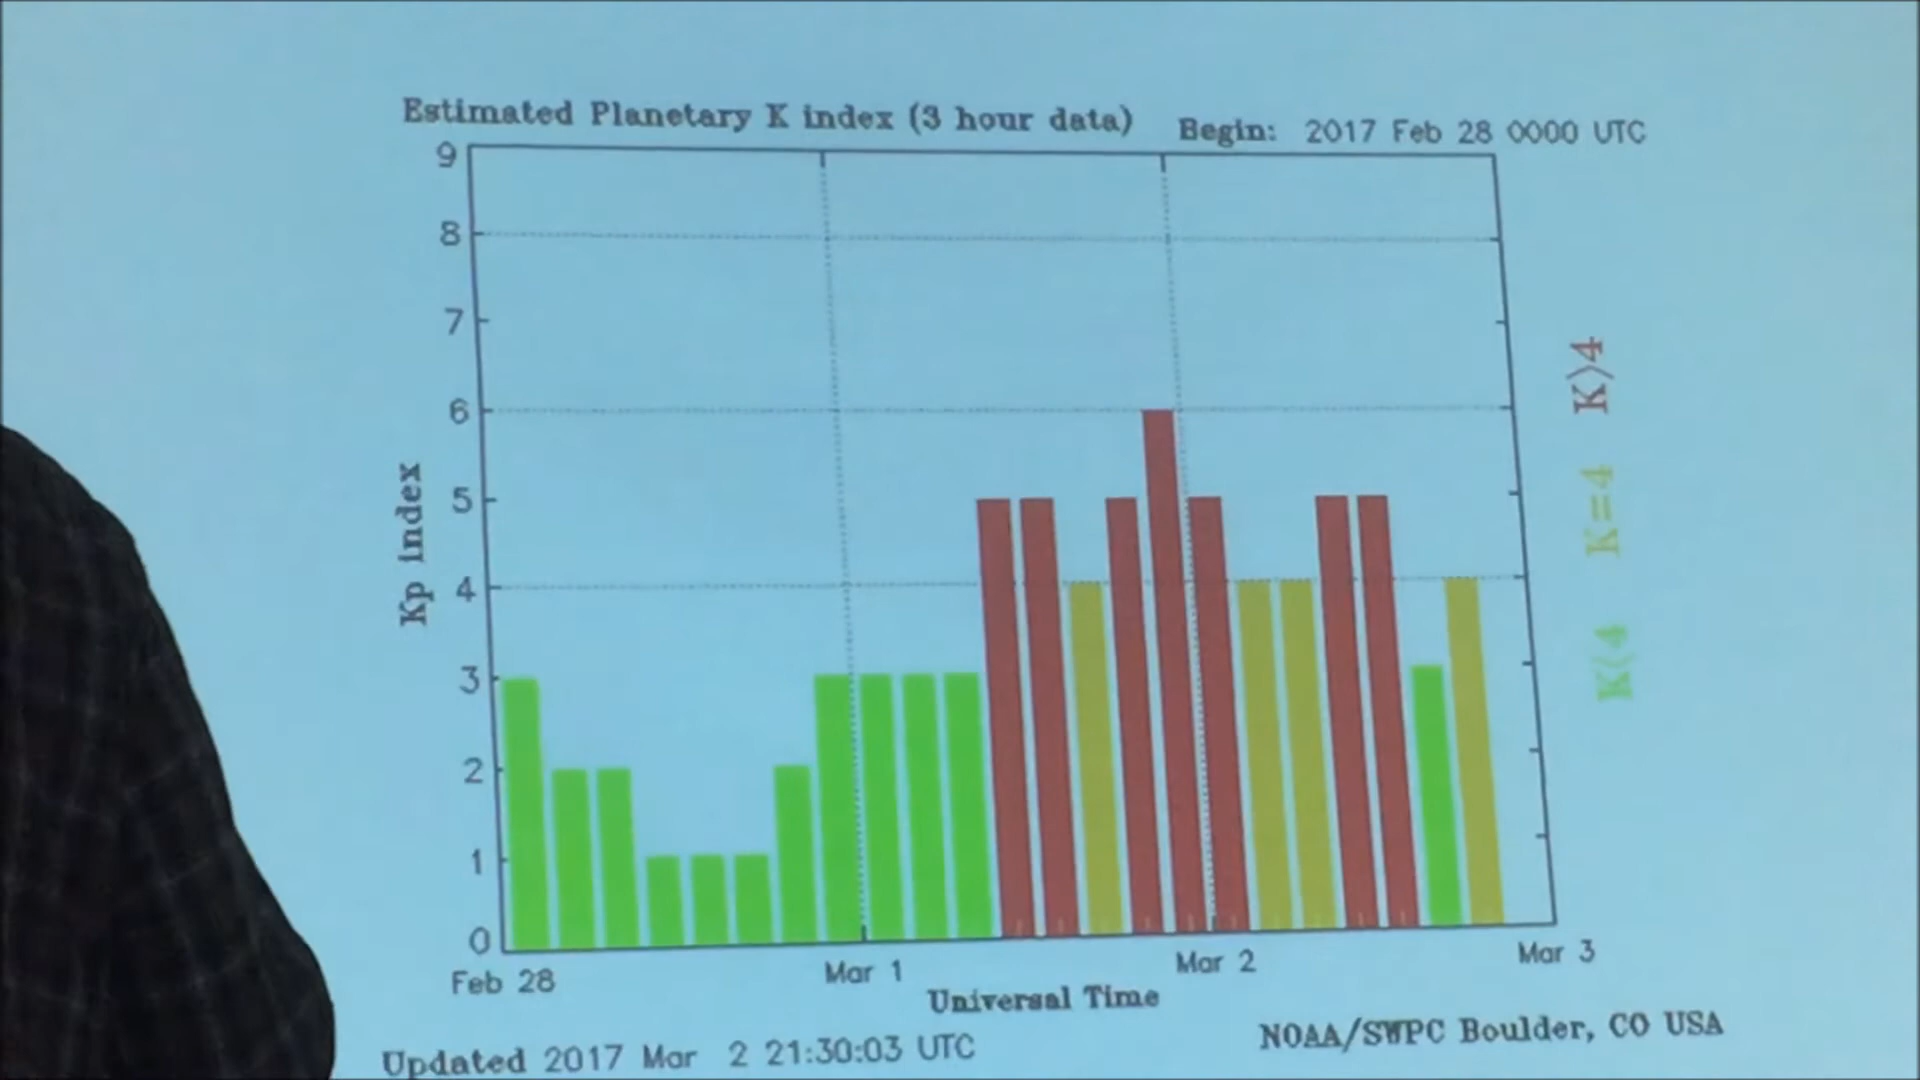 Estimated Planetary K index (3 hour data)
Begin: 2017 Feb 28 0000 UTC
9
8
7
6
5
4
3
2
1
0
Kp index
K<4 K=4 K>4
Feb 28
Mar 1
Mar 2
Mar 3
Universal Time
Updated 2017 Mar 2 21:30:03 UTC
NOAA/SWPC Boulder, CO USA